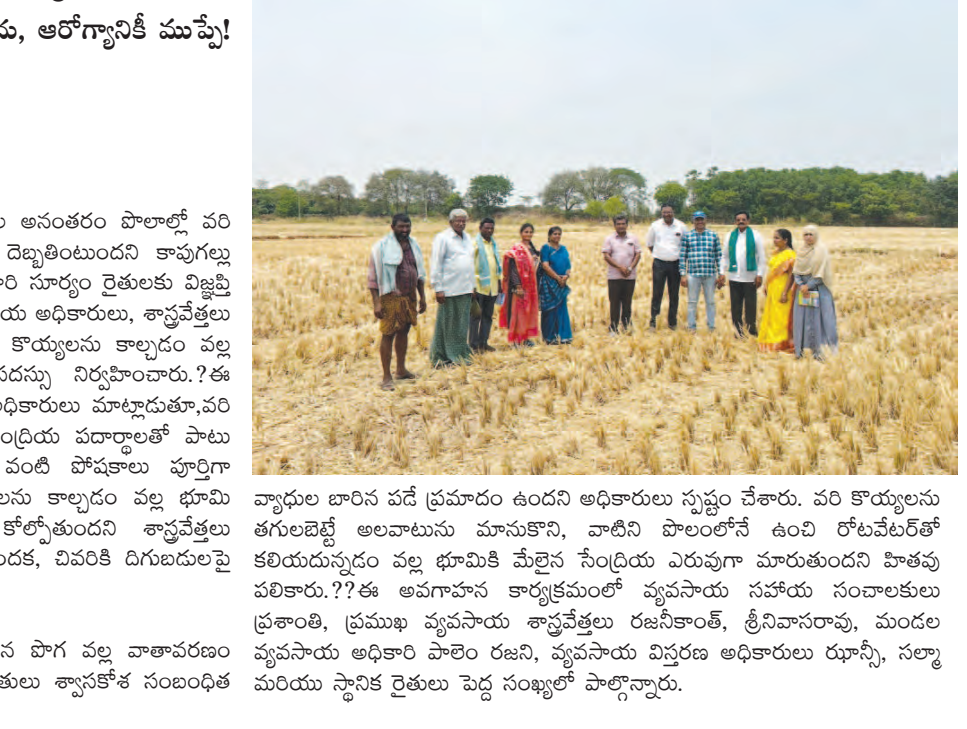 ను, ఆరోగ్యానికీ ముప్పే!
అనంతరం పొలాల్లో వరి
దెబ్బతింటుందని కాపుగల్లు
సూర్యం రైతులకు విజ్ఞప్తి
అధికారులు, శాస్త్రవేత్తలు
కొయ్యలను కాల్చడం వల్ల
సదస్సు నిర్వహించారు.?ఈ
అధికారులు మాట్లాడుతూ,వరి
సేంద్రియ పదార్థాలతో పాటు
వంటి పోషకాలు పూర్తిగా
కాల్చడం వల్ల భూమి
కోల్పోతుందని శాస్త్రవేత్తలు
చివరికి దిగుబడులపై
పొగ వల్ల వాతావరణం
శ్వాసకోశ సంబంధిత
వ్యాధుల బారిన పడే ప్రమాదం ఉందని అధికారులు స్పష్టం చేశారు. వరి కొయ్యలను
తగులబెట్టే అలవాటును మానుకొని, వాటిని పొలంలోనే ఉంచి రోటవేటర్‌తో
కలియదున్నడం వల్ల భూమికి మేలైన సేంద్రియ ఎరువుగా మారుతుందని హితవు
పలికారు.??ఈ అవగాహన కార్యక్రమంలో వ్యవసాయ సహాయ సంచాలకులు
ప్రశాంతి, ప్రముఖ వ్యవసాయ శాస్త్రవేత్తలు రజనీకాంత్, శ్రీనివాసరావు, మండల
వ్యవసాయ అధికారి పాలెం రజని, వ్యవసాయ విస్తరణ అధికారులు ఝాన్సీ, సల్మా
మరియు స్థానిక రైతులు పెద్ద సంఖ్యలో పాల్గొన్నారు.